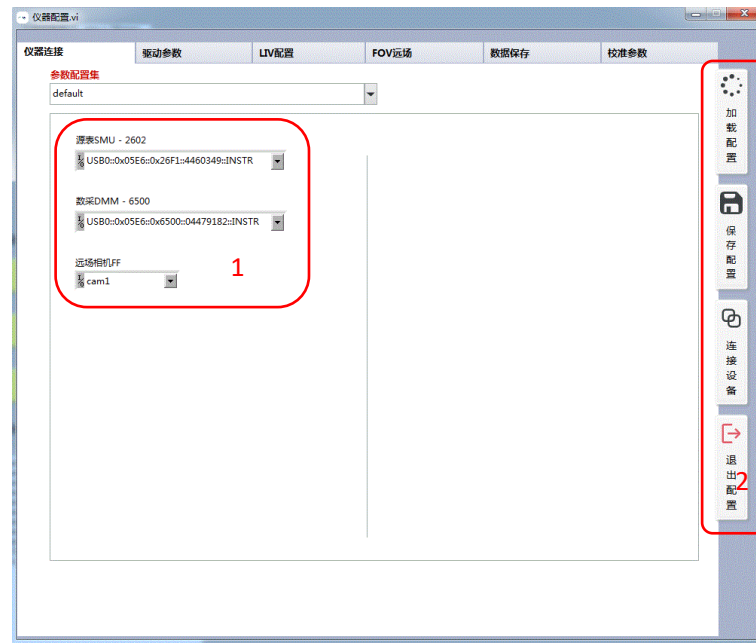 仪器配置.vi
仪器连接 驱动参数 LIV配置 FOV远场 数据保存 校准参数
参数配置集
default
源表SMU - 2602
USB0::0x05E6::0x26F1::4460349::INSTR
数采DMM - 6500
USB0::0x05E6::0x6500::04479182::INSTR
远场相机FF
cam1
1
加载配置
保存配置
连接设备
退出配置
2